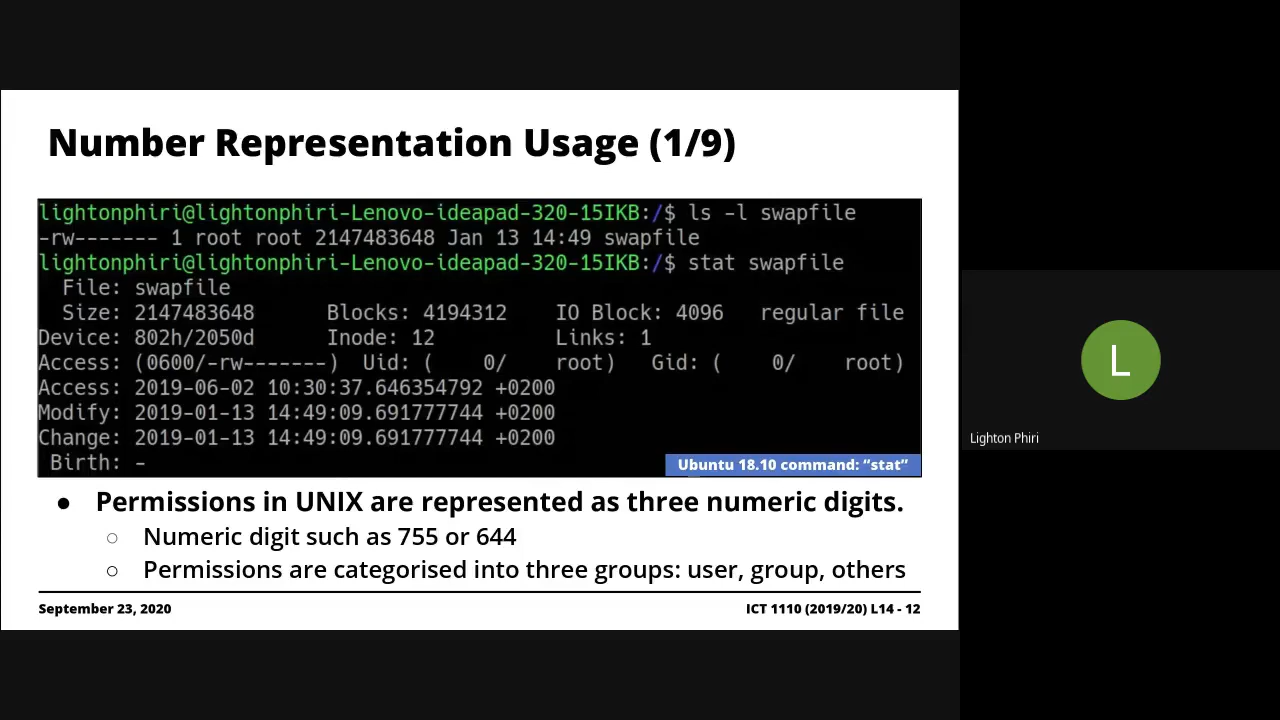 Number Representation Usage (1/9)
lightonphiri@lightonphiri-Lenovo-ideapad-320-15IKB:/$ ls -l swapfile
-rw------- 1 root root 2147483648 Jan 13 14:49 swapfile
lightonphiri@lightonphiri-Lenovo-ideapad-320-15IKB:/$ stat swapfile
File: swapfile
Size: 2147483648 Blocks: 4194312 IO Block: 4096 regular file
Device: 802h/2050d Inode: 12 Links: 1
Access: (0600/-rw-------) Uid: ( 0/ root) Gid: ( 0/ root)
Access: 2019-06-02 10:30:37.646354792 +0200
Modify: 2019-01-13 14:49:09.691777744 +0200
Change: 2019-01-13 14:49:09.691777744 +0200
Birth: -
Ubuntu 18.10 command: “stat”
● Permissions in UNIX are represented as three numeric digits.
○ Numeric digit such as 755 or 644
○ Permissions are categorised into three groups: user, group, others
September 23, 2020
ICT 1110 (2019/20) L14 - 12
L
Lighton Phiri